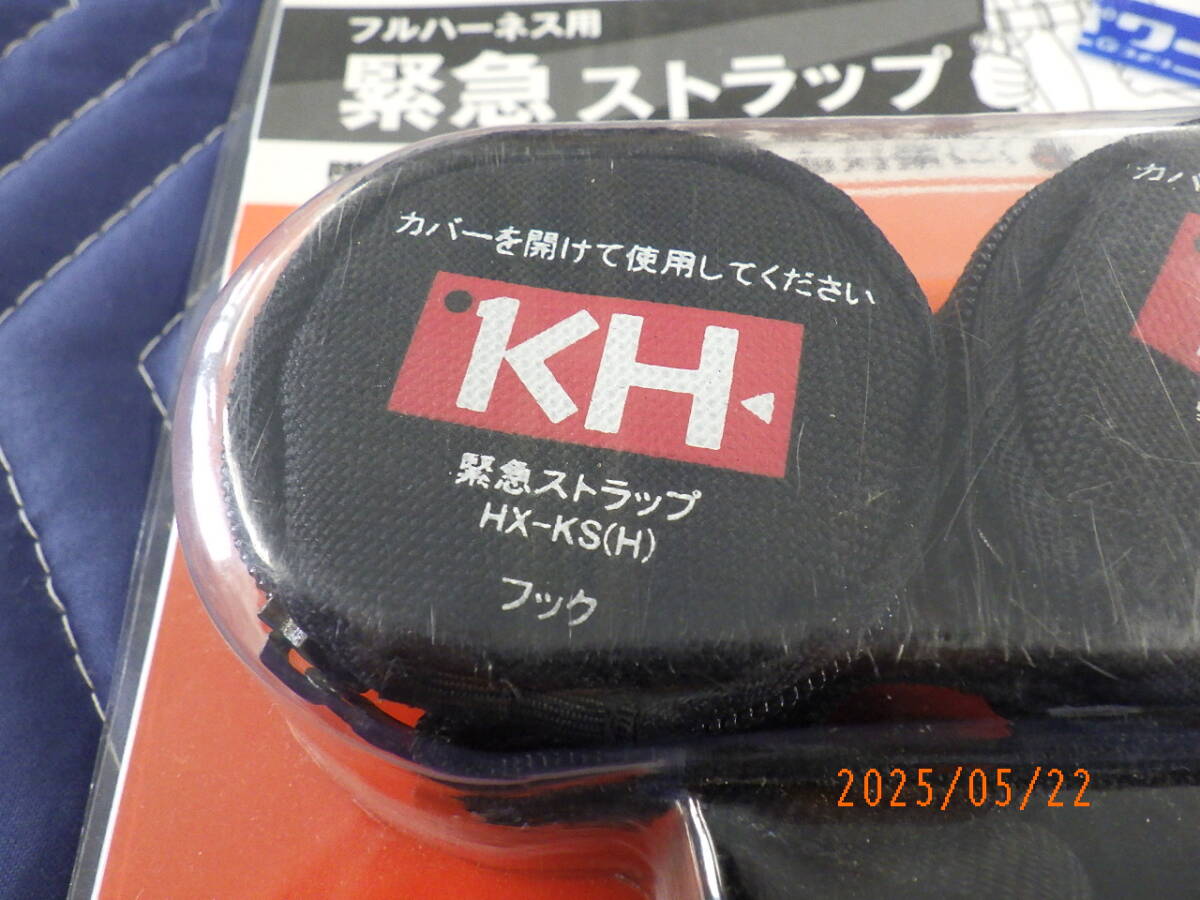 フルハーネス用
緊急ストラップ
カバーを開けて使用してください
KH
緊急ストラップ
HX-KS(H)
フック
カバ
2025/05/22